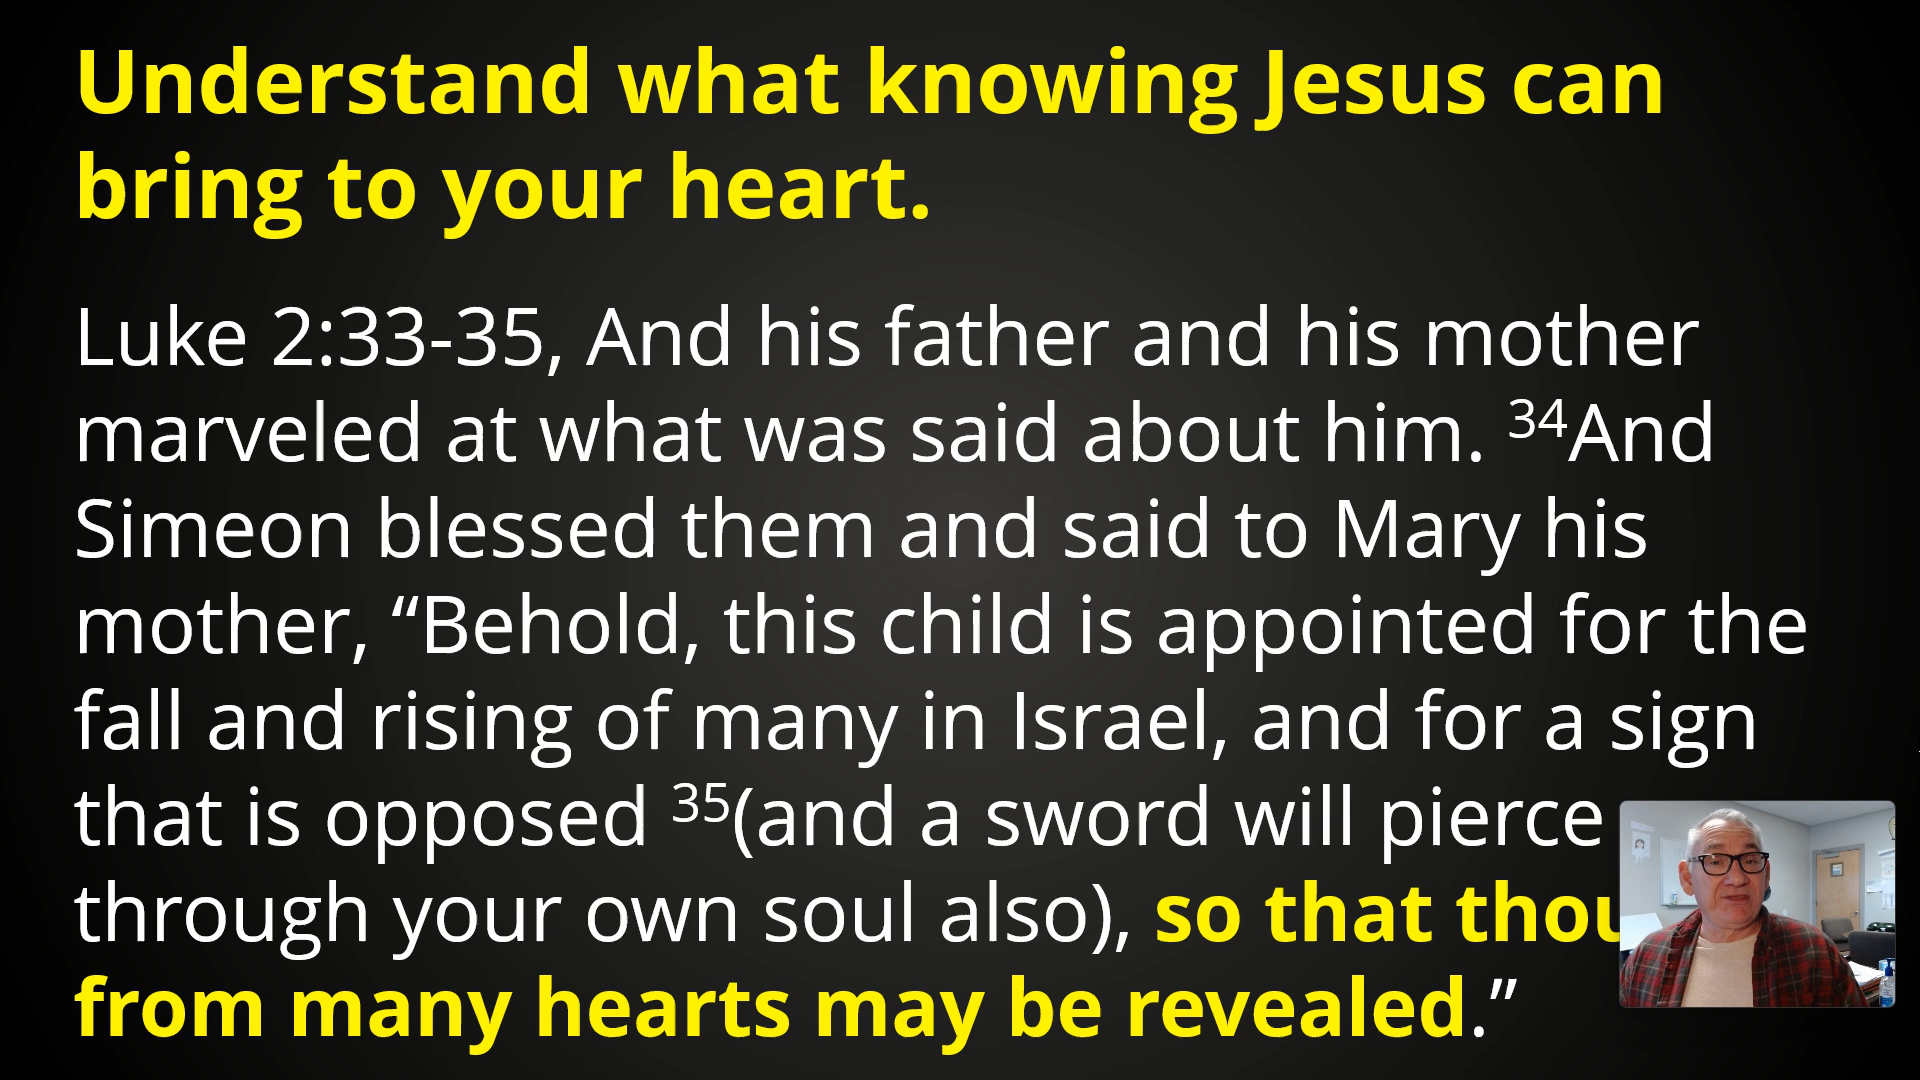 Understand what knowing Jesus can
bring to your heart.
Luke 2:33-35, And his father and his mother
marveled at what was said about him. 34And
Simeon blessed them and said to Mary his
mother, “Behold, this child is appointed for the
fall and rising of many in Israel, and for a sign
that is opposed 35(and a sword will pierce
through your own soul also), so that
from many hearts may be revealed.”